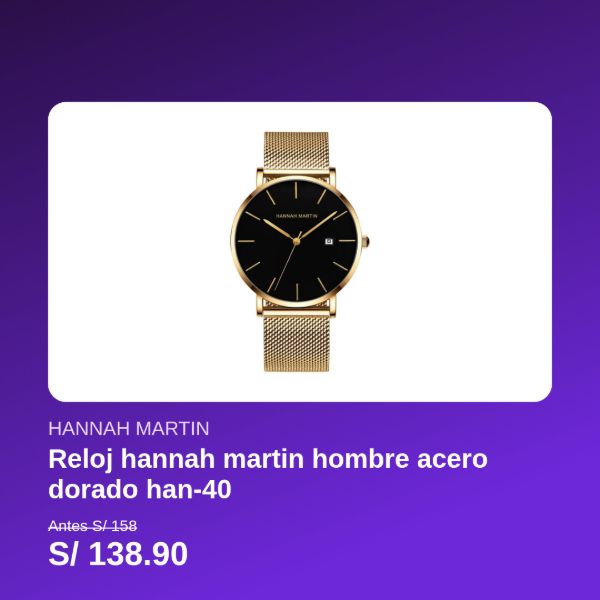 HANNAH MARTIN
HANNAH MARTIN
Reloj hannah martin hombre acero
dorado han-40
Antes S/ 158
S/ 138.90